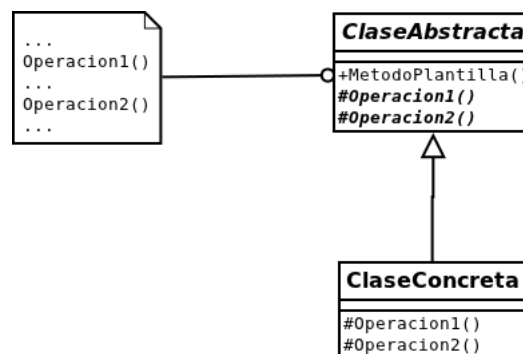 ...
Operacion1()
...
Operacion2()
...
ClaseAbstracta
+MetodoPlantilla()
#Operacion1()
#Operacion2()
ClaseConcreta
#Operacion1()
#Operacion2()